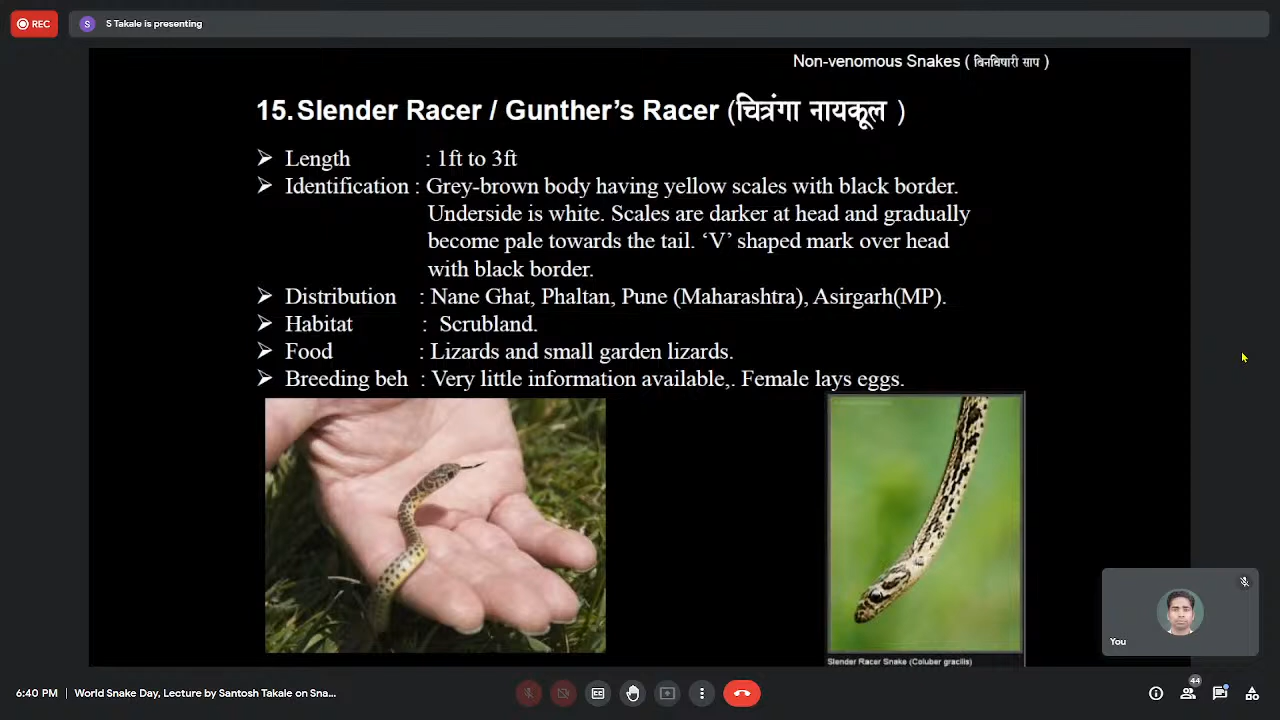 REC
S
S Takale is presenting
Non-venomous Snakes ( बिनविषारी साप )
15. Slender Racer / Gunther’s Racer (चित्रंगा नायकूल )
➢ Length : 1ft to 3ft
➢ Identification : Grey-brown body having yellow scales with black border.
Underside is white. Scales are darker at head and gradually
become pale towards the tail. ‘V’ shaped mark over head
with black border.
➢ Distribution : Nane Ghat, Phaltan, Pune (Maharashtra), Asirgarh(MP).
➢ Habitat : Scrubland.
➢ Food : Lizards and small garden lizards.
➢ Breeding beh : Very little information available,. Female lays eggs.
Slender Racer Snake (Coluber gracilis)
You
6:40 PM | World Snake Day, Lecture by Santosh Takale on Sna...
44